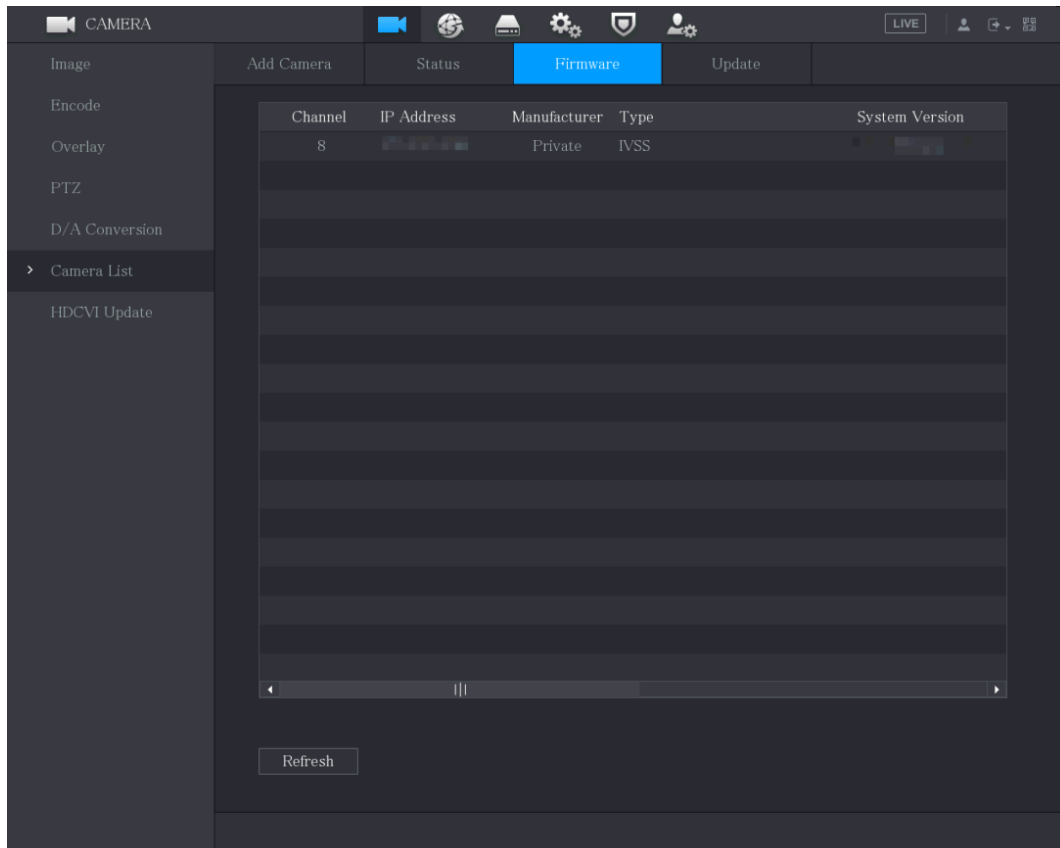 CAMERA LIVE
Image
Encode
Overlay
PTZ
D/A Conversion
Camera List
HDCVI Update
Add Camera Status Firmware Update
Channel IP Address Manufacturer Type System Version
8 Private IVSS
Refresh